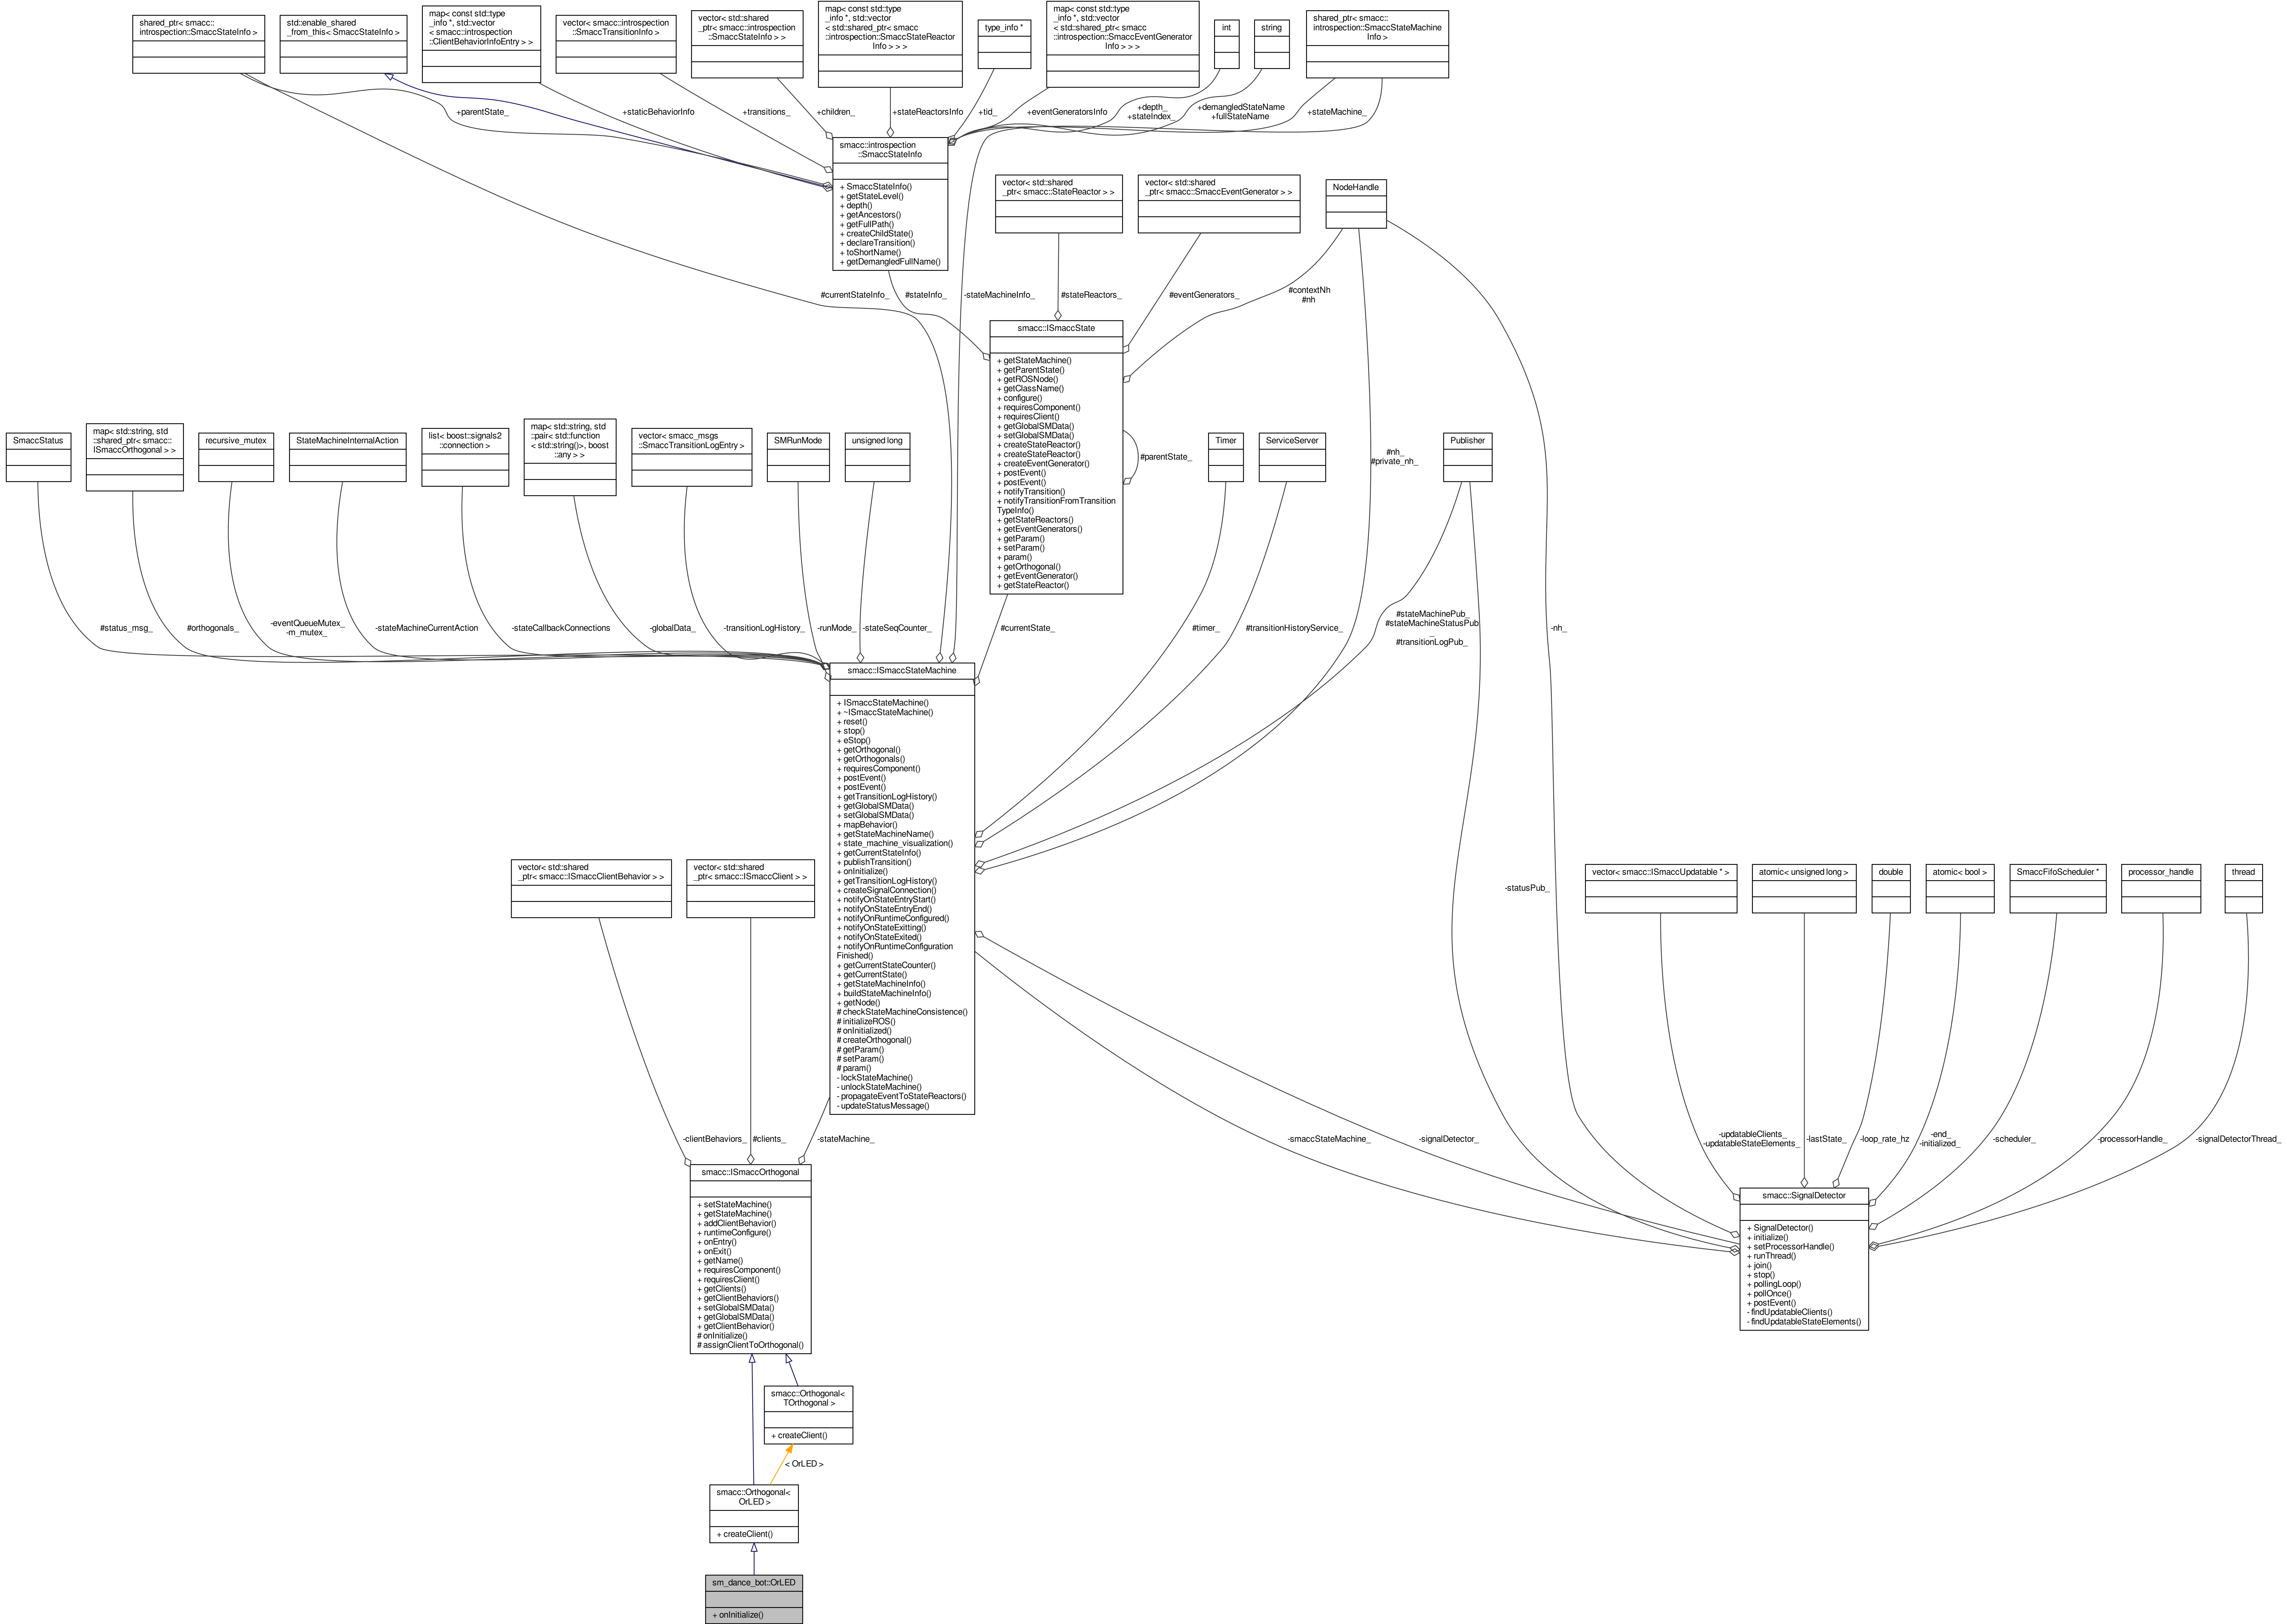 shared_ptr< smacc::
introspection::SmaccStateInfo >
std::enable_shared
_from_this< SmaccStateInfo >
map< const std::type
_info *, std::vector
< smacc::introspection
::ClientBehaviorInfoEntry > >
vector< smacc::introspection
::SmaccTransitionInfo >
vector< std::shared
_ptr< smacc::introspection
::SmaccStateInfo > >
map< const std::type
_info *, std::vector
< std::shared_ptr< smacc
::introspection::SmaccStateReactor
Info > > >
type_info *
map< const std::type
_info *, std::vector
< std::shared_ptr< smacc
::introspection::SmaccEventGenerator
Info > > >
int
string
shared_ptr< smacc::
introspection::SmaccStateMachine
Info >
+parentState_
+staticBehaviorInfo
+transitions_
+children_
+stateReactorsInfo
+tid_
+eventGeneratorsInfo
+depth_
+stateIndex_
+demangledStateName
+fullStateName
+stateMachine_
smacc::introspection
::SmaccStateInfo
+ SmaccStateInfo()
+ getStateLevel()
+ depth()
+ getAncestors()
+ getFullPath()
+ createChildState()
+ declareTransition()
+ toShortName()
+ getDemangledFullName()
vector< std::shared
_ptr< smacc::StateReactor > >
vector< std::shared
_ptr< smacc::SmaccEventGenerator > >
NodeHandle
#currentStateInfo_
#stateInfo_
-stateMachineInfo_
#stateReactors_
#eventGenerators_
#contextNh
#nh
smacc::ISmaccState
+ getStateMachine()
+ getParentState()
+ getROSNode()
+ getClassName()
+ configure()
+ requiresComponent()
+ requiresClient()
+ getGlobalSMData()
+ setGlobalSMData()
+ createStateReactor()
+ createStateReactor()
+ createEventGenerator()
+ postEvent()
+ postEvent()
+ notifyTransition()
+ notifyTransitionFromTransition
TypeInfo()
+ getStateReactors()
+ getEventGenerators()
+ getParam()
+ setParam()
+ param()
+ getOrthogonal()
+ getEventGenerator()
+ getStateReactor()
#parentState_
#nh_
#private_nh_
SmaccStatus
map< std::string, std
::shared_ptr< smacc::
ISmaccOrthogonal > >
recursive_mutex
StateMachineInternalAction
list< boost::signals2
::connection >
map< std::string, std
::pair< std::function
< std::string()>, boost
::any > >
vector< smacc_msgs
::SmaccTransitionLogEntry >
SMRunMode
unsigned long
Timer
ServiceServer
Publisher
#status_msg_
#orthogonals_
-eventQueueMutex_
-m_mutex_
-stateMachineCurrentAction
-stateCallbackConnections
-globalData_
-transitionLogHistory_
-runMode_
-stateSeqCounter_
#currentState_
#timer_
#transitionHistoryService_
#stateMachinePub_
#stateMachineStatusPub
_
#transitionLogPub_
-nh_
smacc::ISmaccStateMachine
+ ISmaccStateMachine()
+ ~ISmaccStateMachine()
+ reset()
+ stop()
+ eStop()
+ getOrthogonal()
+ getOrthogonals()
+ requiresComponent()
+ postEvent()
+ postEvent()
+ getTransitionLogHistory()
+ getGlobalSMData()
+ setGlobalSMData()
+ mapBehavior()
+ getStateMachineName()
+ state_machine_visualization()
+ getCurrentStateInfo()
+ publishTransition()
+ onInitialize()
+ getTransitionLogHistory()
+ createSignalConnection()
+ notifyOnStateEntryStart()
+ notifyOnStateEntryEnd()
+ notifyOnRuntimeConfigured()
+ notifyOnStateExitting()
+ notifyOnStateExited()
+ notifyOnRuntimeConfiguration
Finished()
+ getCurrentStateCounter()
+ getCurrentState()
+ getStateMachineInfo()
+ buildStateMachineInfo()
+ getNode()
# checkStateMachineConsistence()
# initializeROS()
# onInitialized()
# createOrthogonal()
# getParam()
# setParam()
# param()
- lockStateMachine()
- unlockStateMachine()
- propagateEventToStateReactors()
- updateStatusMessage()
vector< std::shared
_ptr< smacc::ISmaccClientBehavior > >
vector< std::shared
_ptr< smacc::ISmaccClient > >
-statusPub_
vector< smacc::ISmaccUpdatable * >
atomic< unsigned long >
double
atomic< bool >
SmaccFifoScheduler *
processor_handle
thread
-clientBehaviors_
#clients_
-stateMachine_
-smaccStateMachine_
-signalDetector_
-updatableClients_
-updatableStateElements_
-lastState_
-loop_rate_hz
-end_
-initialized_
-scheduler_
-processorHandle_
-signalDetectorThread_
smacc::ISmaccOrthogonal
+ setStateMachine()
+ getStateMachine()
+ addClientBehavior()
+ runtimeConfigure()
+ onEntry()
+ onExit()
+ getName()
+ requiresComponent()
+ requiresClient()
+ getClients()
+ getClientBehaviors()
+ setGlobalSMData()
+ getGlobalSMData()
+ getClientBehavior()
# onInitialize()
# assignClientToOrthogonal()
smacc::SignalDetector
+ SignalDetector()
+ initialize()
+ setProcessorHandle()
+ runThread()
+ join()
+ stop()
+ pollingLoop()
+ pollOnce()
+ postEvent()
- findUpdatableClients()
- findUpdatableStateElements()
smacc::Orthogonal<
TOrthogonal >
+ createClient()
< OrLED >
smacc::Orthogonal<
OrLED >
+ createClient()
sm_dance_bot::OrLED
+ onInitialize()